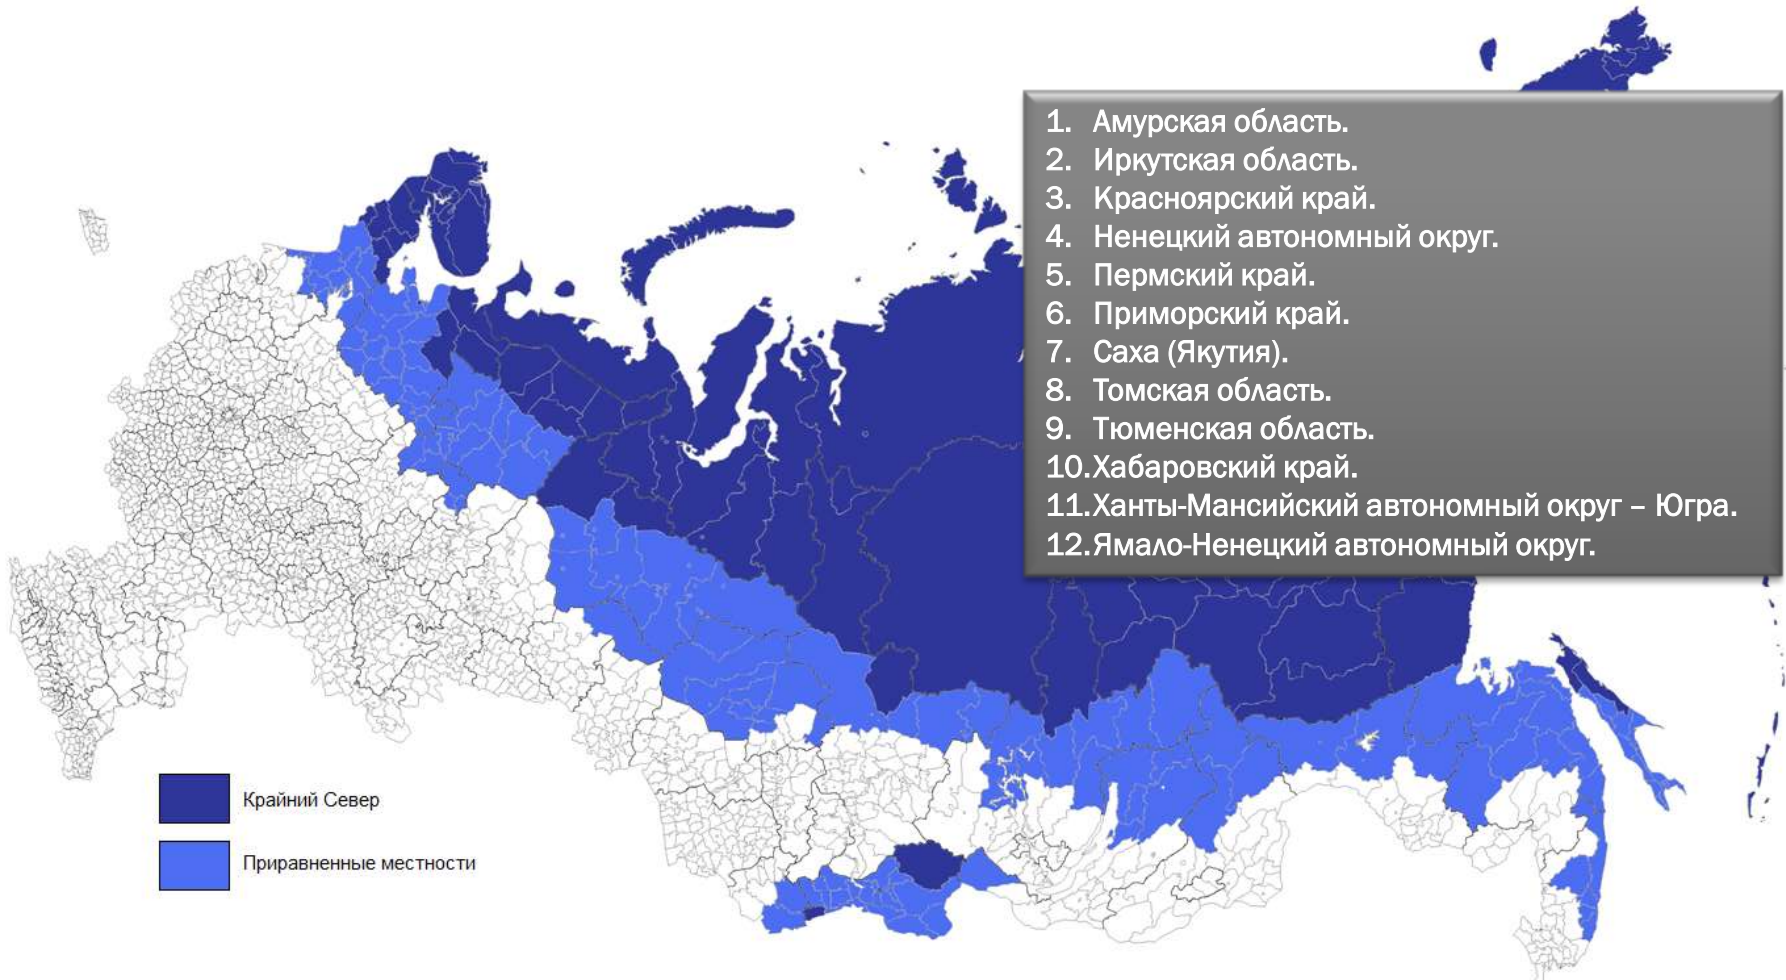 1. Амурская область.
2. Иркутская область.
3. Красноярский край.
4. Ненецкий автономный округ.
5. Пермский край.
6. Приморский край.
7. Саха (Якутия).
8. Томская область.
9. Тюменская область.
10. Хабаровский край.
11. Ханты-Мансийский автономный округ – Югра.
12. Ямало-Ненецкий автономный округ.
Крайний Север
Приравненные местности